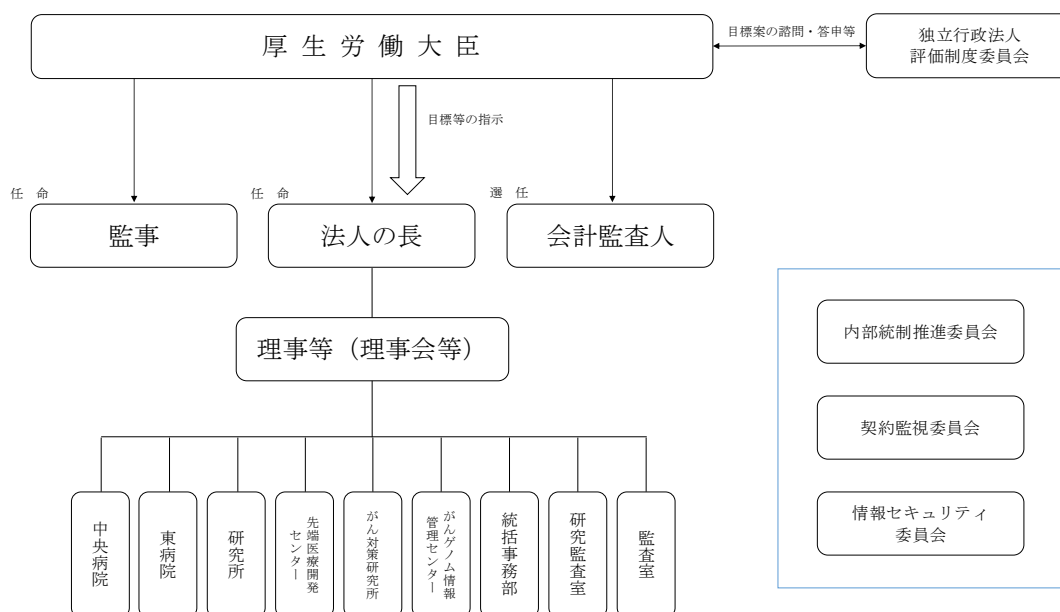 厚生労働大臣
目標案の諮問・答申等
独立行政法人
評価制度委員会
目標等の指示
任命
任命
選任
監事
法人の長
会計監査人
理事等（理事会等）
内部統制推進委員会
契約監視委員会
情報セキュリティ
委員会
中央病院
東病院
研究所
先端医療開発
センター
がん対策研究所
がんゲノム情報
管理センター
統括事務部
研究監査室
監査室